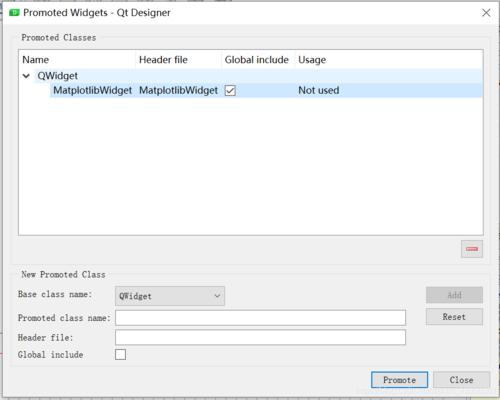 Promoted Widgets - Qt Designer
Promoted Classes
Name Header file Global include Usage
QWidget
MatplotlibWidget MatplotlibWidget Not used
New Promoted Class
Base class name: QWidget Add
Promoted class name: Reset
Header file:
Global include
Promote Close